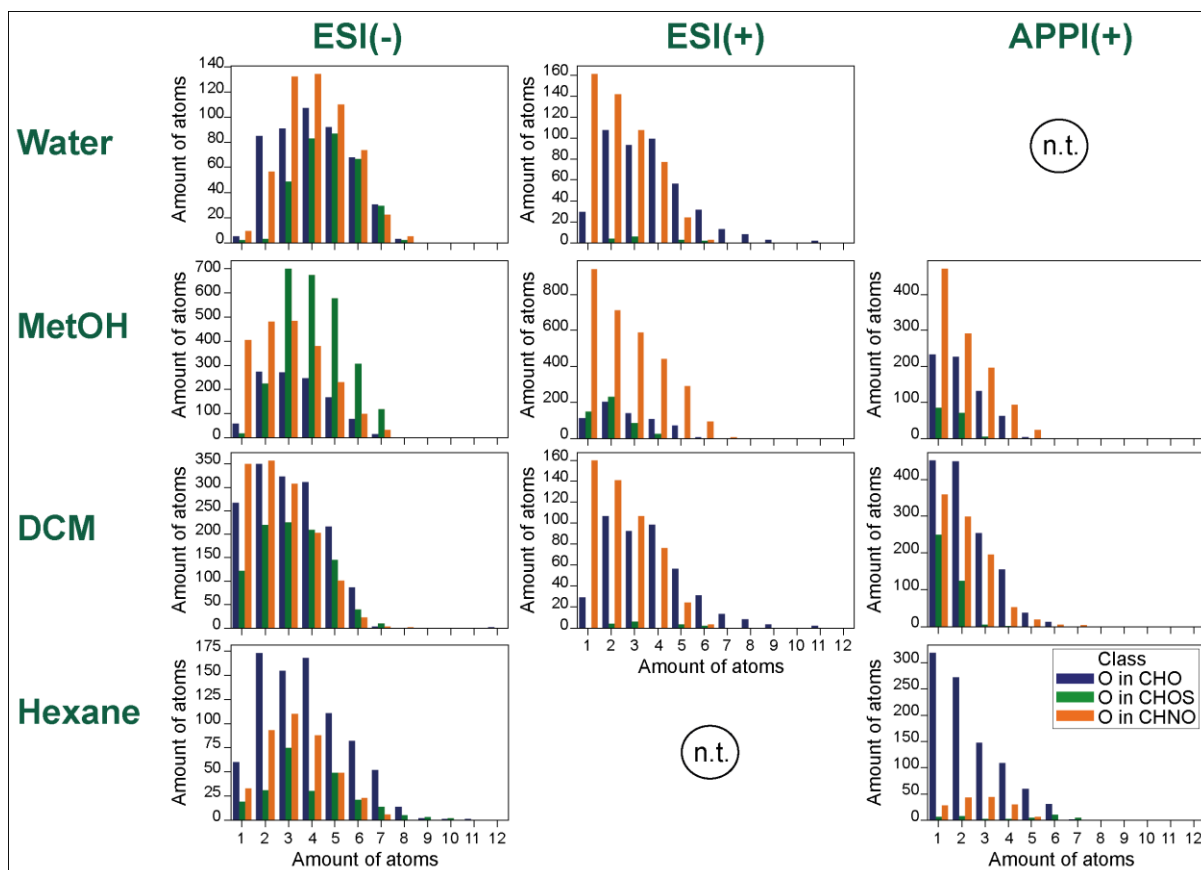 ESI(-) ESI(+) APPI(+)
Water
Amount of atoms
140
120
100
80
60
40
20
0
Amount of atoms
160
140
120
100
80
60
40
20
0
n.t.
MetOH
Amount of atoms
700
600
500
400
300
200
100
0
Amount of atoms
800
600
400
200
0
Amount of atoms
400
300
200
100
0
DCM
Amount of atoms
350
300
250
200
150
100
50
0
Amount of atoms
160
140
120
100
80
60
40
20
0
1 2 3 4 5 6 7 8 9 10 11 12
Amount of atoms
Amount of atoms
400
300
200
100
0
Hexane
Amount of atoms
175
150
125
100
75
50
25
0
1 2 3 4 5 6 7 8 9 10 11 12
Amount of atoms
n.t.
Amount of atoms
300
250
200
150
100
50
0
Class
O in CHO
O in CHOS
O in CHNO
1 2 3 4 5 6 7 8 9 10 11 12
Amount of atoms